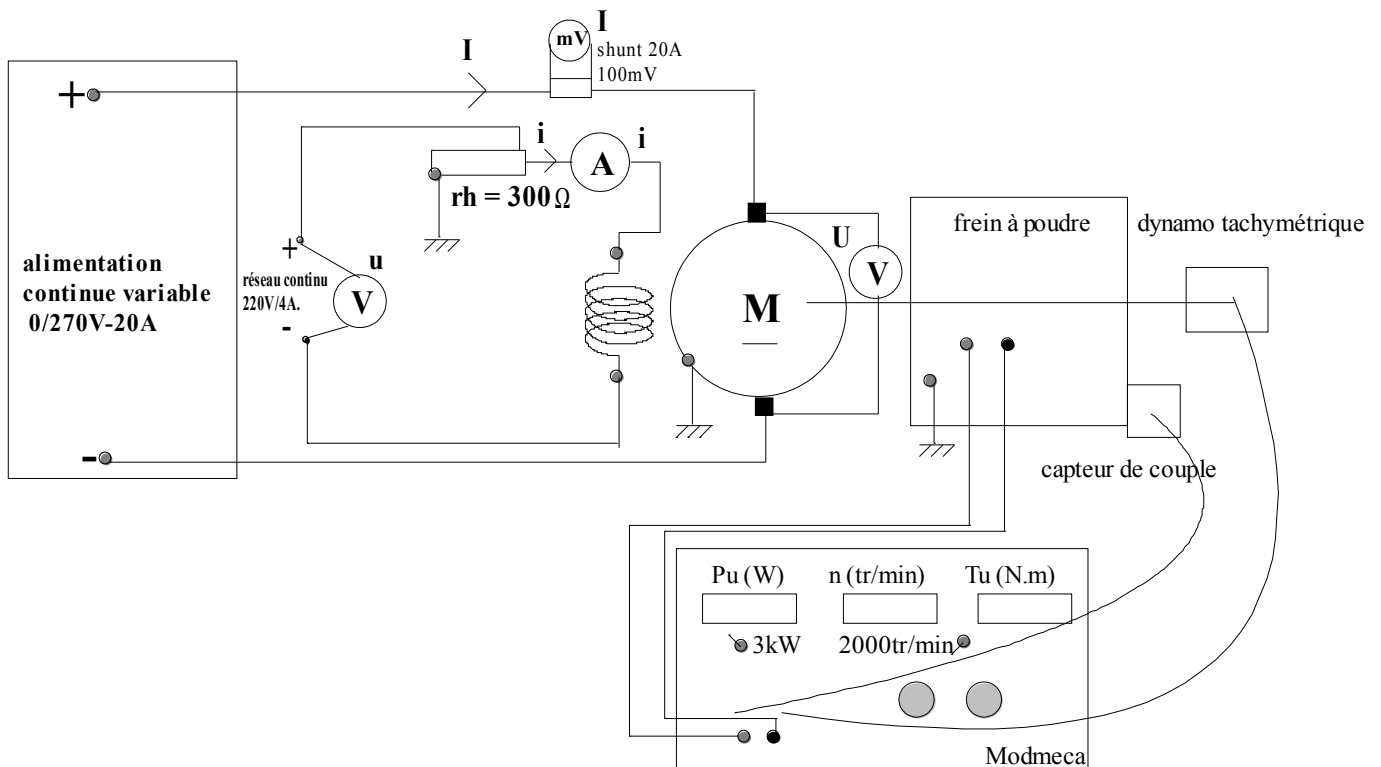 I
mV
I
shunt 20A
100mV
+
i
A
i
rh = 300 Ω
alimentation
continue variable
0/270V-20A
+
u
réseau continu
220V/4A.
V
-
U
V
M
frein à poudre
dynamo tachymétrique
-
capteur de couple
Pu (W)
n (tr/min)
Tu (N.m)
3kW
2000tr/min
Modmeca